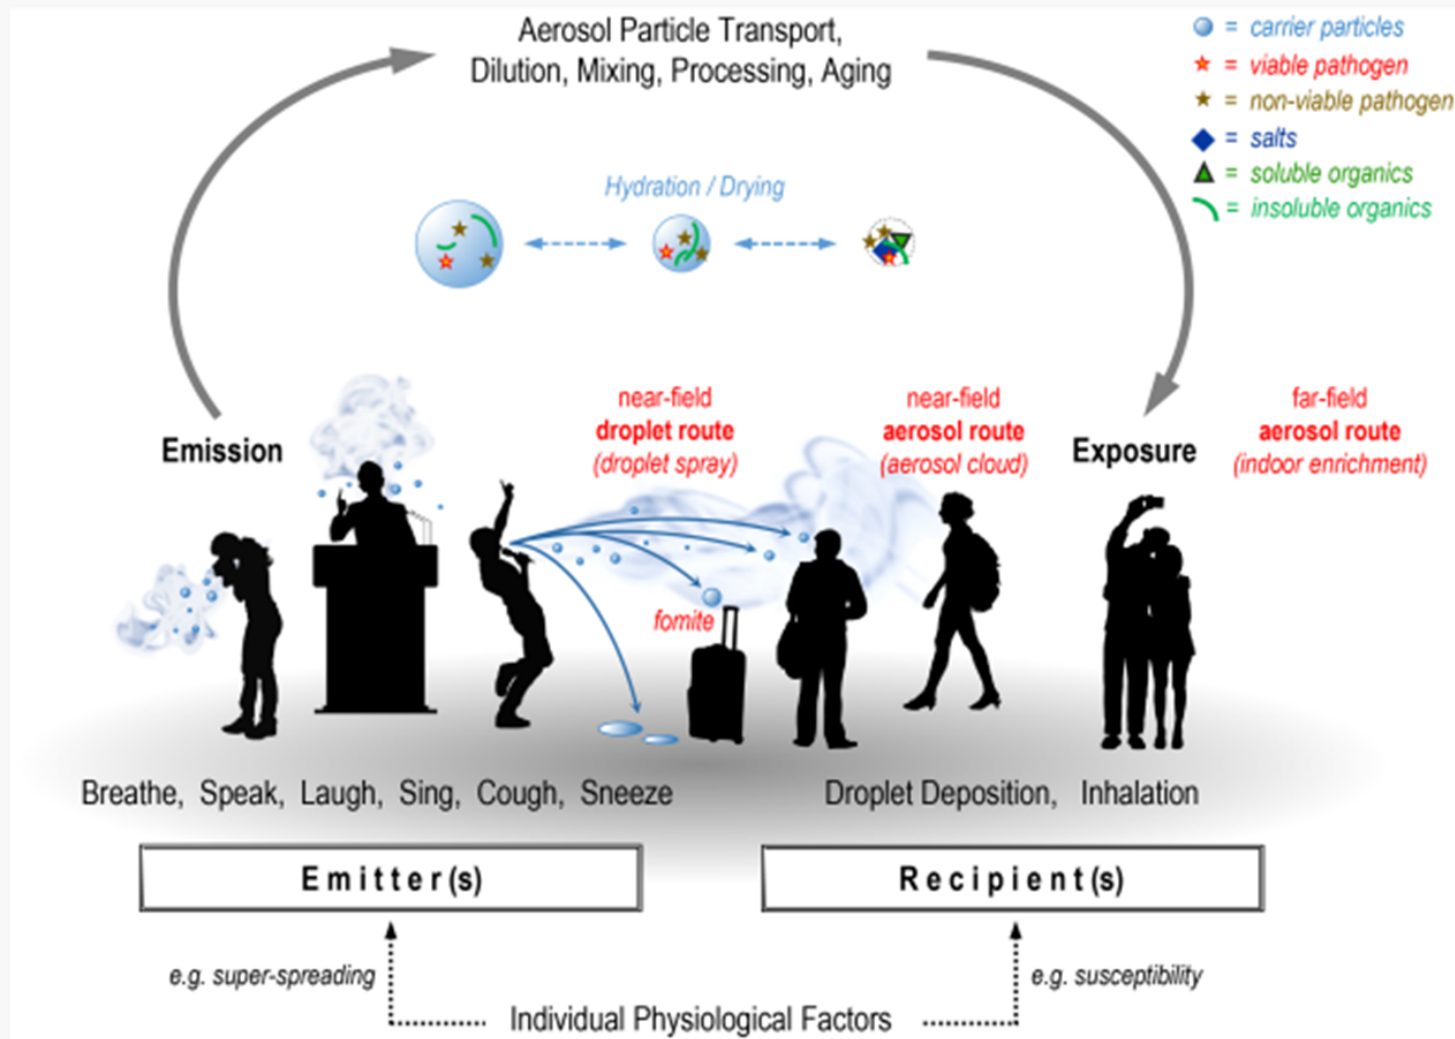 Aerosol Particle Transport,
Dilution, Mixing, Processing, Aging
= carrier particles
= viable pathogen
= non-viable pathogen
= salts
= soluble organics
= insoluble organics
Hydration / Drying
Emission
near-field
droplet route
(droplet spray)
near-field
aerosol route
(aerosol cloud)
Exposure
far-field
aerosol route
(indoor enrichment)
fomite
Breathe, Speak, Laugh, Sing, Cough, Sneeze
Droplet Deposition, Inhalation
Emitter(s)
Recipient(s)
e.g. super-spreading
e.g. susceptibility
Individual Physiological Factors